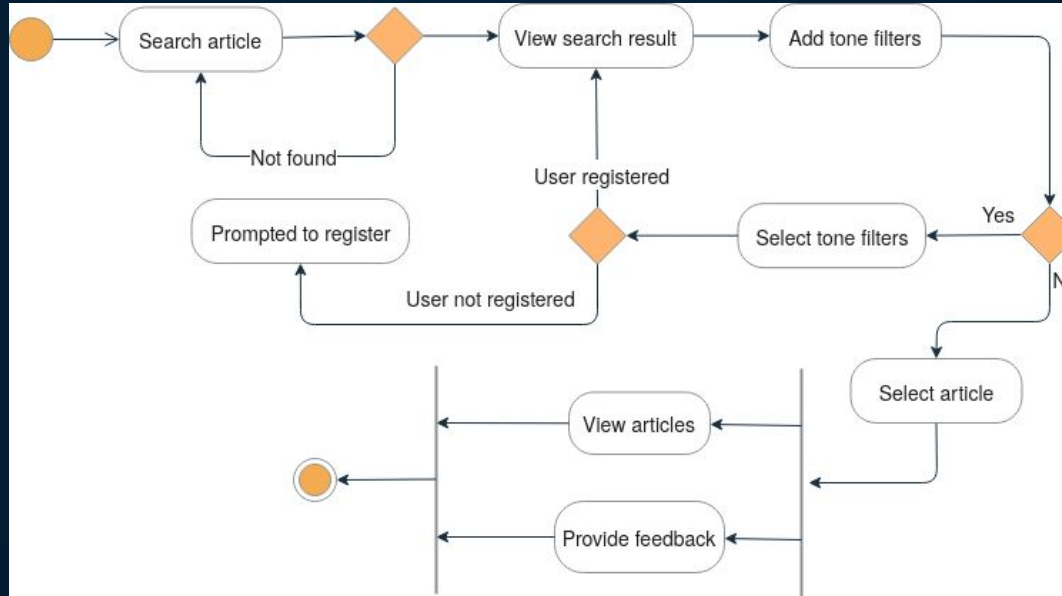 Search article
View search result
Add tone filters
Not found
User registered
Prompted to register
Select tone filters
Yes
User not registered
N
Select article
View articles
Provide feedback